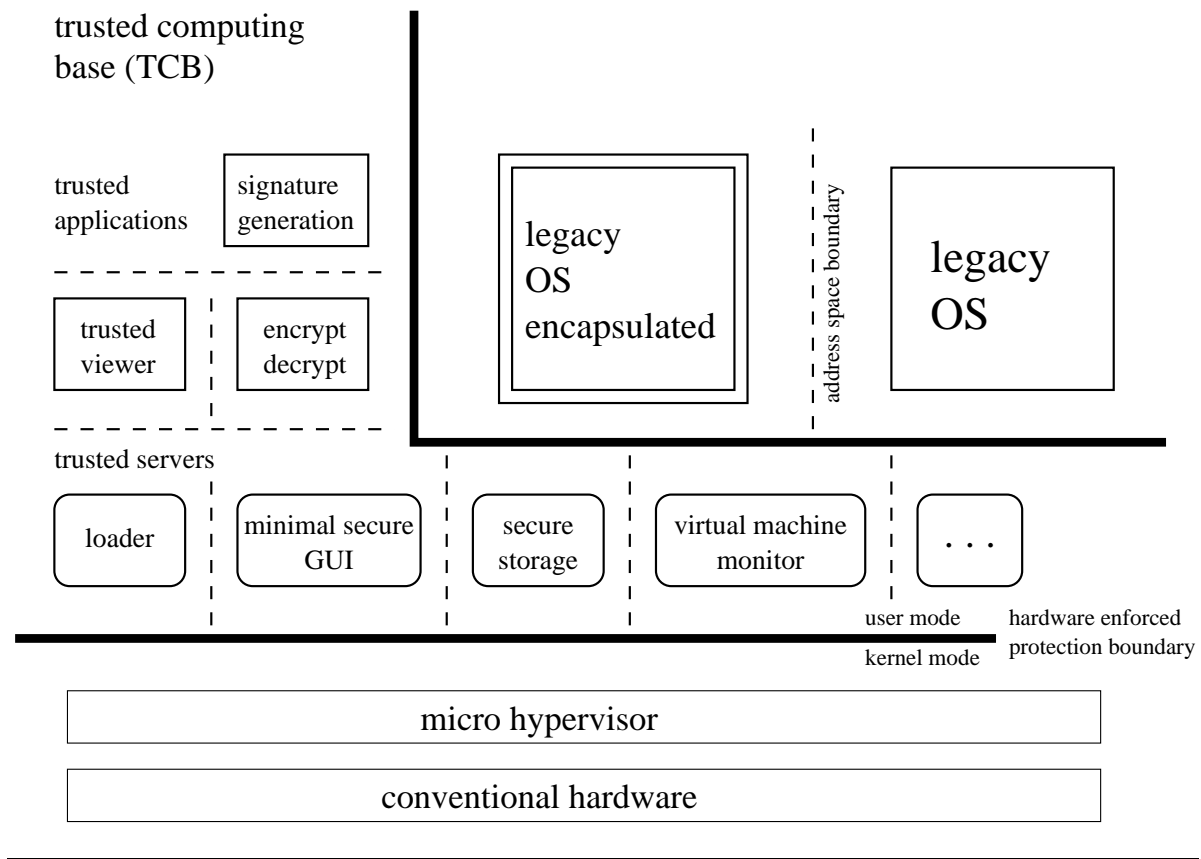 trusted computing
base (TCB)
trusted
applications
signature
generation
legacy
OS
encapsulated
address space boundary
legacy
OS
trusted
viewer
encrypt
decrypt
trusted servers
loader
minimal secure
GUI
secure
storage
virtual machine
monitor
. . .
user mode
kernel mode
hardware enforced
protection boundary
micro hypervisor
conventional hardware